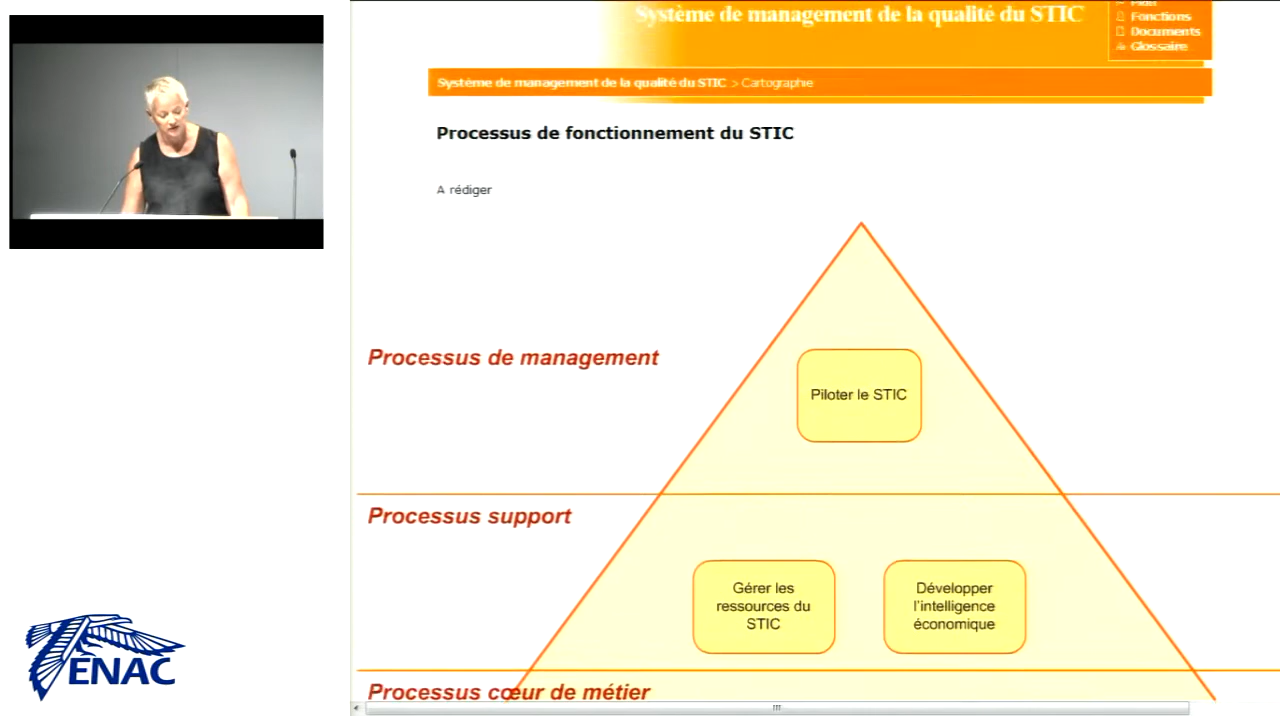 Système de management de la qualité du STIC
Plan
Fonctions
Documents
Glossaire
Système de management de la qualité du STIC > Cartographie
Processus de fonctionnement du STIC
A rédiger
Processus de management
Piloter le STIC
Processus support
Gérer les
ressources du
STIC
Développer
l'intelligence
économique
Processus cœur de métier
ENAC